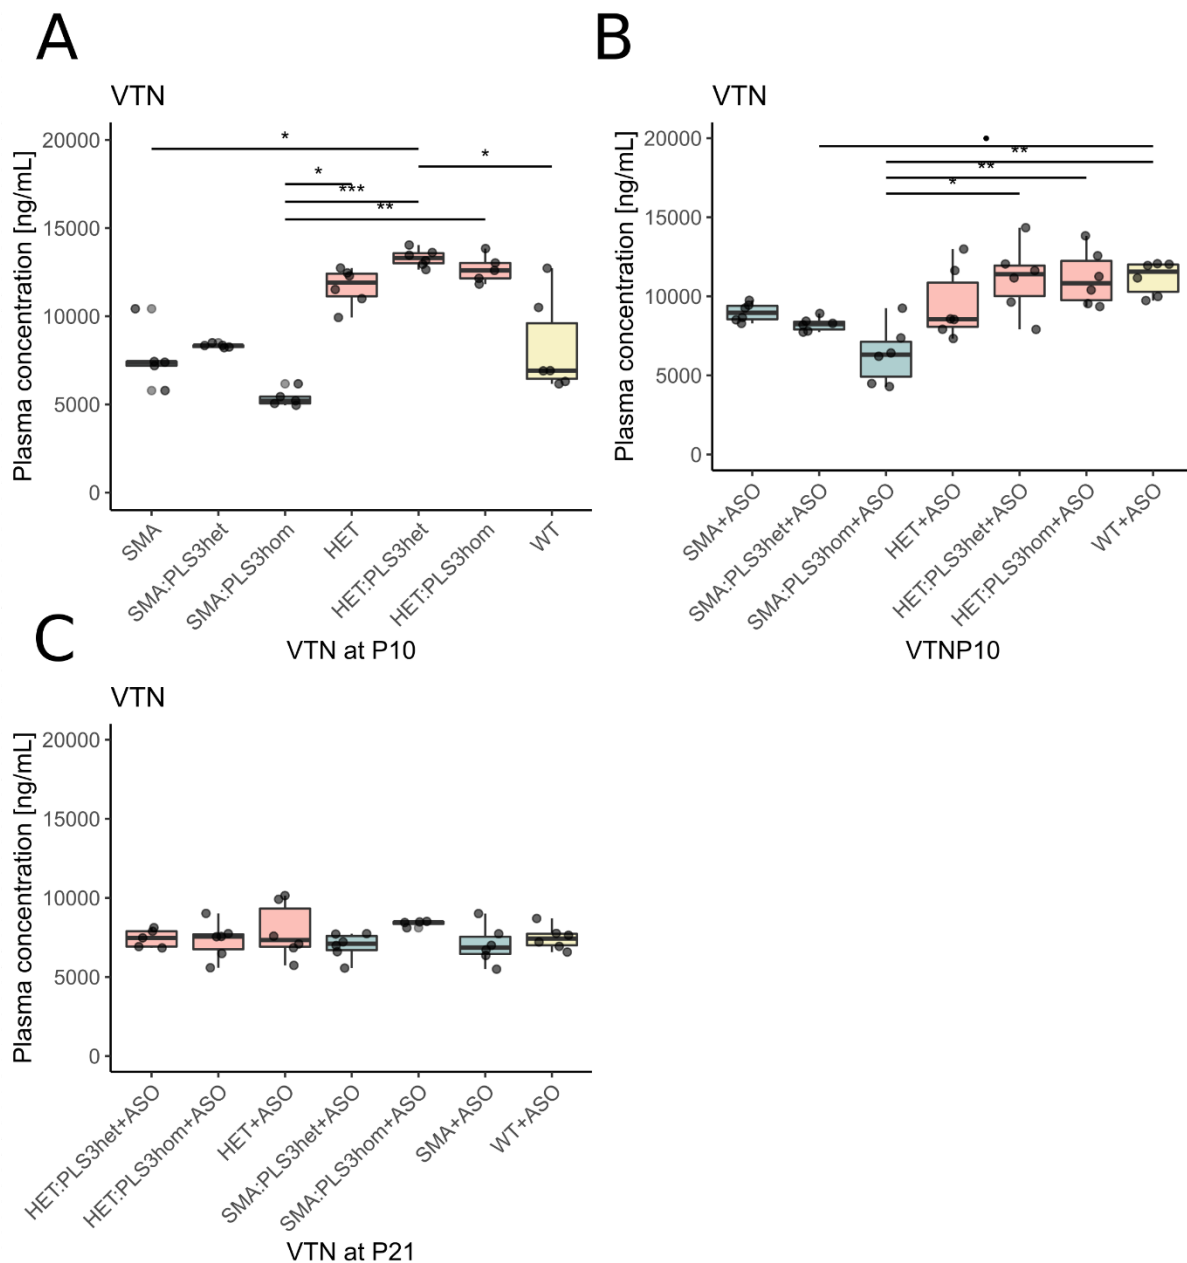 A
VTN
Plasma concentration [ng/mL]
20000
15000
10000
5000
0
*
*
*
***
**
SMA
SMA:PLS3het
SMA:PLS3hom
HET
HET:PLS3het
HET:PLS3hom
WT
VTN at P10
B
VTN
Plasma concentration [ng/mL]
20000
15000
10000
5000
0
•
**
**
*
SMA+ASO
SMA:PLS3het+ASO
SMA:PLS3hom+ASO
HET+ASO
HET:PLS3het+ASO
HET:PLS3hom+ASO
WT+ASO
VTNP10
C
VTN
Plasma concentration [ng/mL]
20000
15000
10000
5000
0
HET:PLS3het+ASO
HET:PLS3hom+ASO
HET+ASO
SMA:PLS3het+ASO
SMA:PLS3hom+ASO
SMA+ASO
WT+ASO
VTN at P21